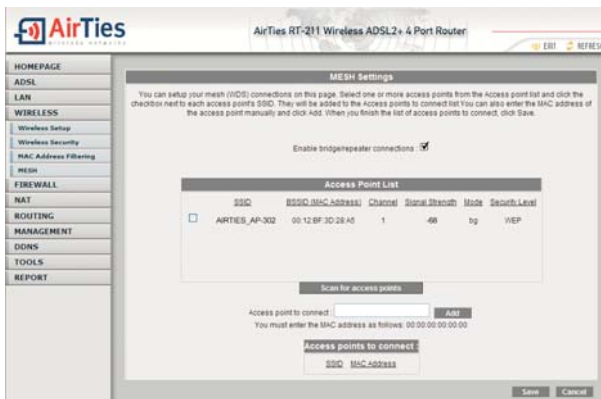 AirTies
wireless networks
AirTies RT-211 Wireless ADSL2+ 4 Port Router
EXIT REFRES
HOMEPAGE
ADSL
LAN
WIRELESS
Wireless Setup
Wireless Security
MAC Address Filtering
MESH
FIREWALL
NAT
ROUTING
MANAGEMENT
DDNS
TOOLS
REPORT
MESH Settings
You can setup your mesh (WDS) connections on this page. Select one or more access points from the Access point list and click the
checkbox next to each access point's SSID. They will be added to the Access points to connect list You can also enter the MAC address of
the access point manually and click Add. When you finish the list of access points to connect, click Save.
Enable bridge/repeater connections :
Access Point List
SSID BSSID (MAC Address) Channel Signal Strength Mode Security Level
AIRTIES_AP-302 00:12:BF:3D:28:A5 1 -68 bg WEP
Scan for access points
Access point to connect : Add
You must enter the MAC address as follows: 00:00:00:00:00:00
Access points to connect :
SSID MAC Address
Save Cancel